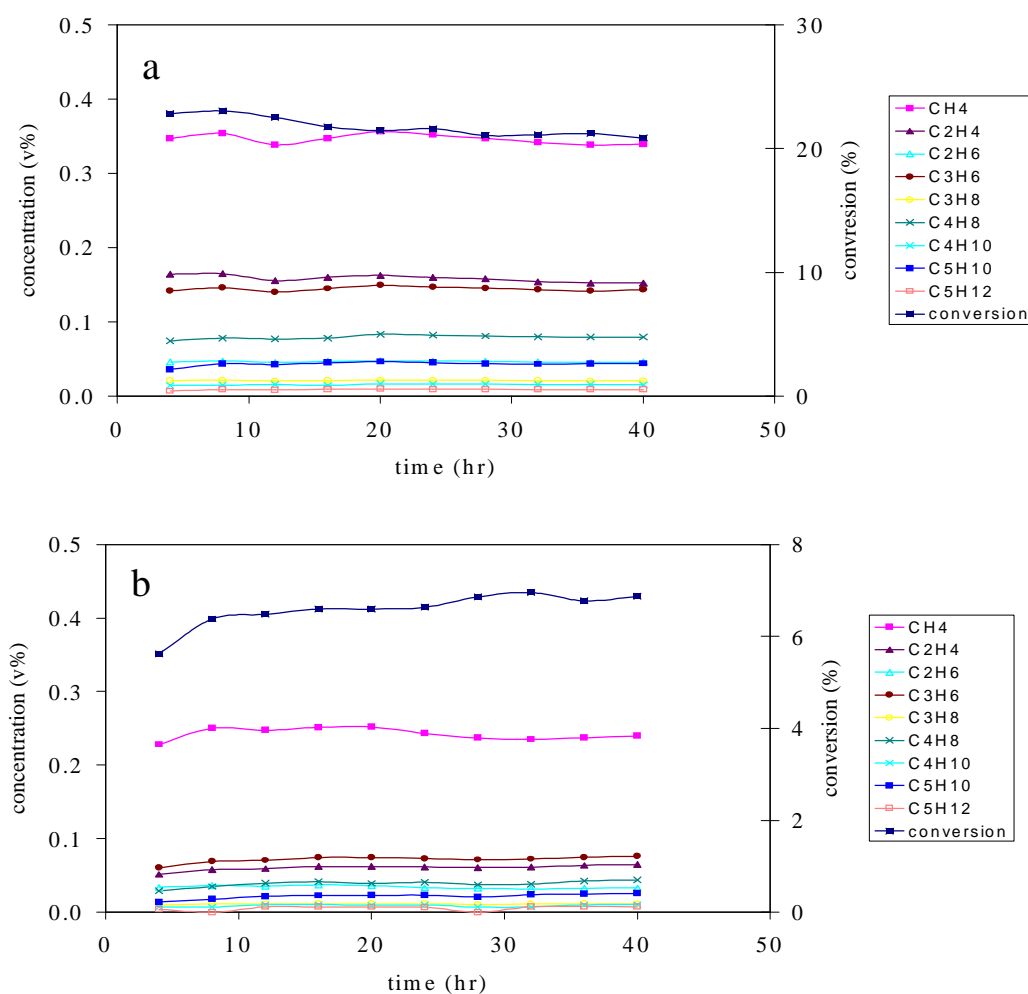 a
0.5
0.4
0.3
0.2
0.1
0.0
concentration (v%)
30
20
10
0
convresion (%)
0 10 20 30 40 50
time (hr)
CH4
C2H4
C2H6
C3H6
C3H8
C4H8
C4H10
C5H10
C5H12
conversion
b
0.5
0.4
0.3
0.2
0.1
0.0
concentration (v%)
8
6
4
2
0
conversion (%)
0 10 20 30 40 50
time (hr)
CH4
C2H4
C2H6
C3H6
C3H8
C4H8
C4H10
C5H10
C5H12
conversion